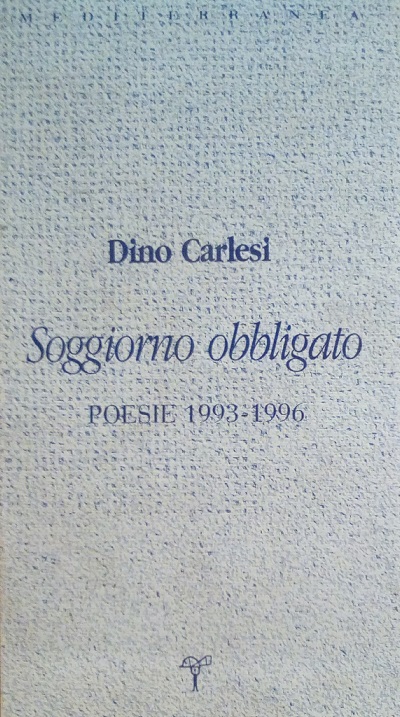 MEDITERRANEA
Dino Carlesi
Soggiorno obbligato
POESIE 1993-1996